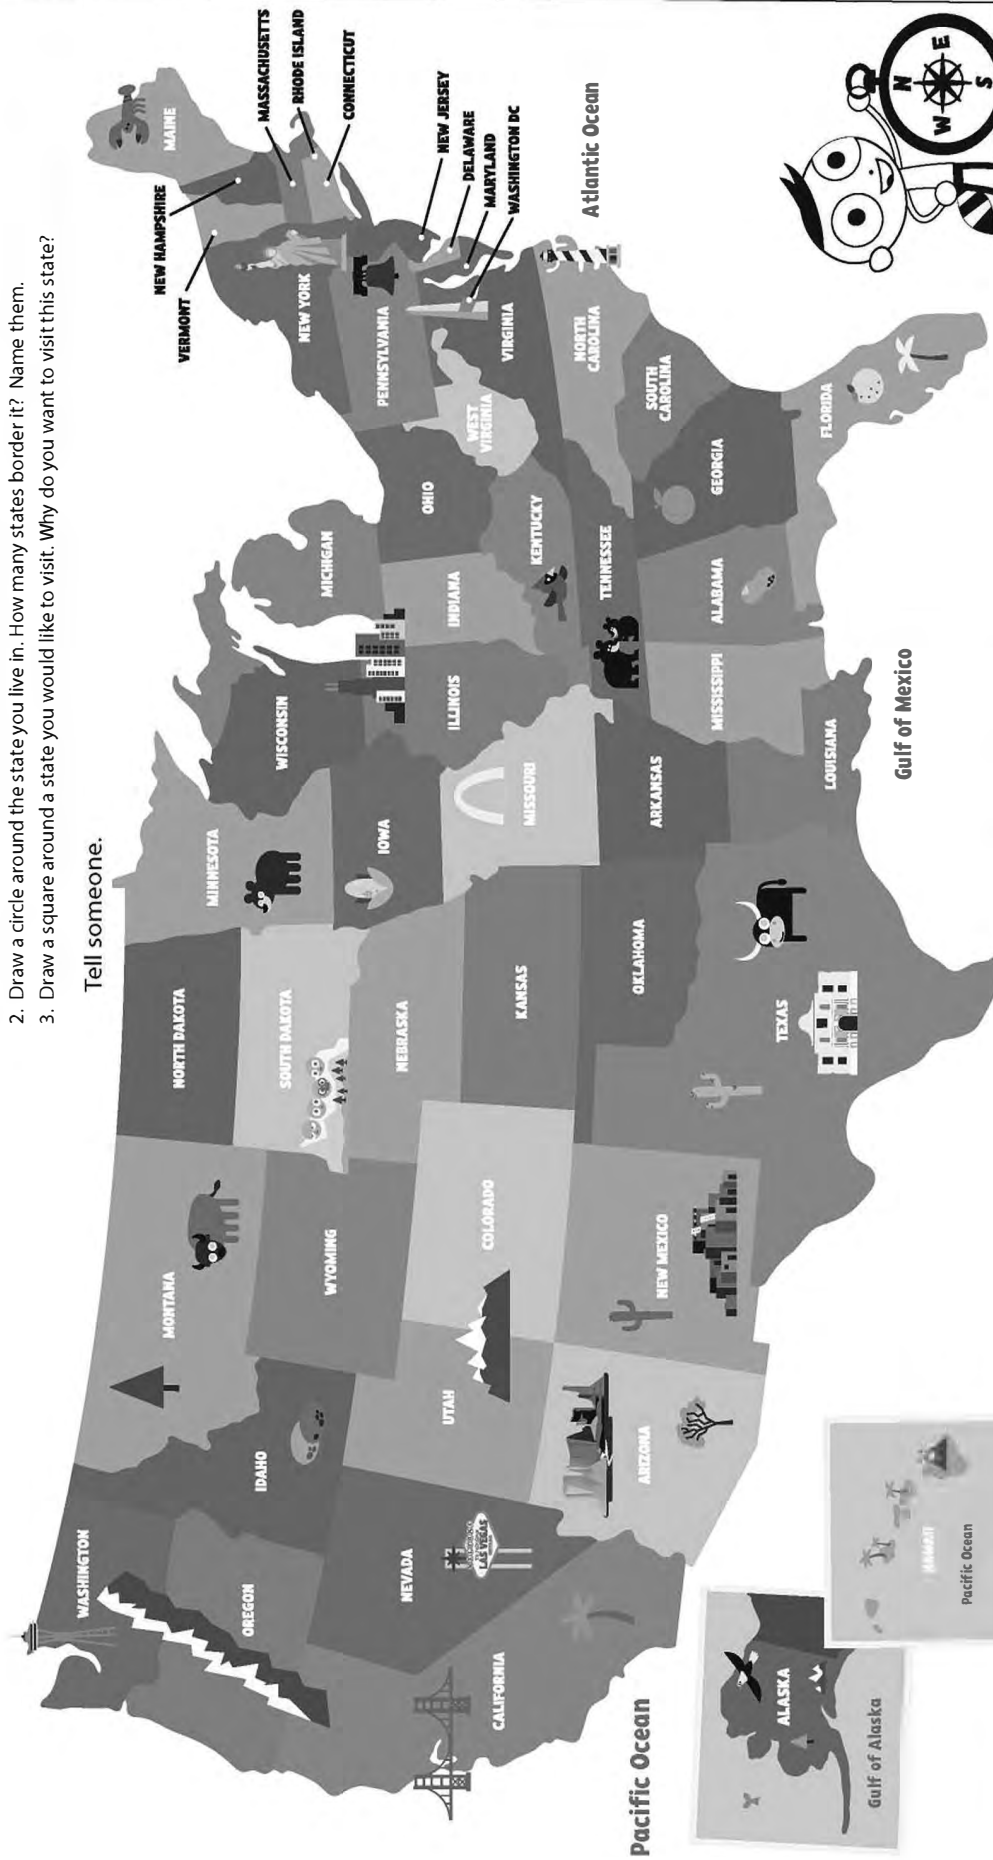 2. Draw a circle around the state you live in. How many states border it? Name them.
3. Draw a square around a state you would like to visit. Why do you want to visit this state?
Tell someone.
WASHINGTON
OREGON
CALIFORNIA
NEVADA
IDAHO
MONTANA
WYOMING
UTAH
ARIZONA
COLORADO
NEW MEXICO
NORTH DAKOTA
SOUTH DAKOTA
NEBRASKA
KANSAS
OKLAHOMA
TEXAS
MINNESOTA
IOWA
MISSOURI
ARKANSAS
LOUISIANA
WISCONSIN
ILLINOIS
MICHIGAN
INDIANA
OHIO
KENTUCKY
TENNESSEE
MISSISSIPPI
ALABAMA
GEORGIA
FLORIDA
SOUTH
CAROLINA
NORTH
CAROLINA
VIRGINIA
WEST
VIRGINIA
PENNSYLVANIA
NEW YORK
VERMONT
NEW HAMPSHIRE
MAINE
MASSACHUSETTS
RHODE ISLAND
CONNECTICUT
NEW JERSEY
DELAWARE
MARYLAND
WASHINGTON DC
Atlantic Ocean
Gulf of Mexico
Pacific Ocean
ALASKA
Gulf of Alaska
HAWAII
Pacific Ocean
LAS VEGAS
N
W E
S